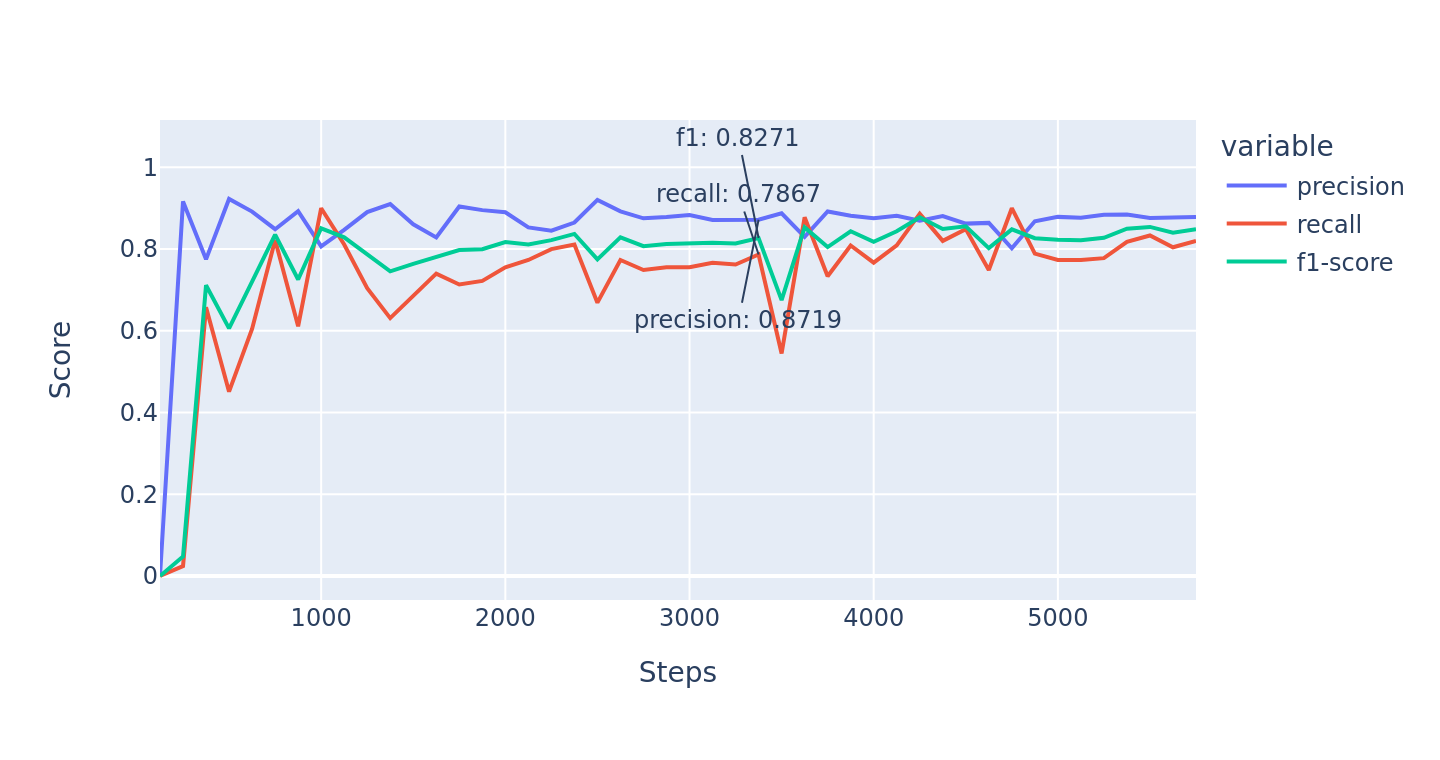 f1: 0.8271
recall: 0.7867
precision: 0.8719
1
0.8
0.6
0.4
0.2
0
Score
1000
2000
3000
4000
5000
Steps
variable
precision
recall
f1-score